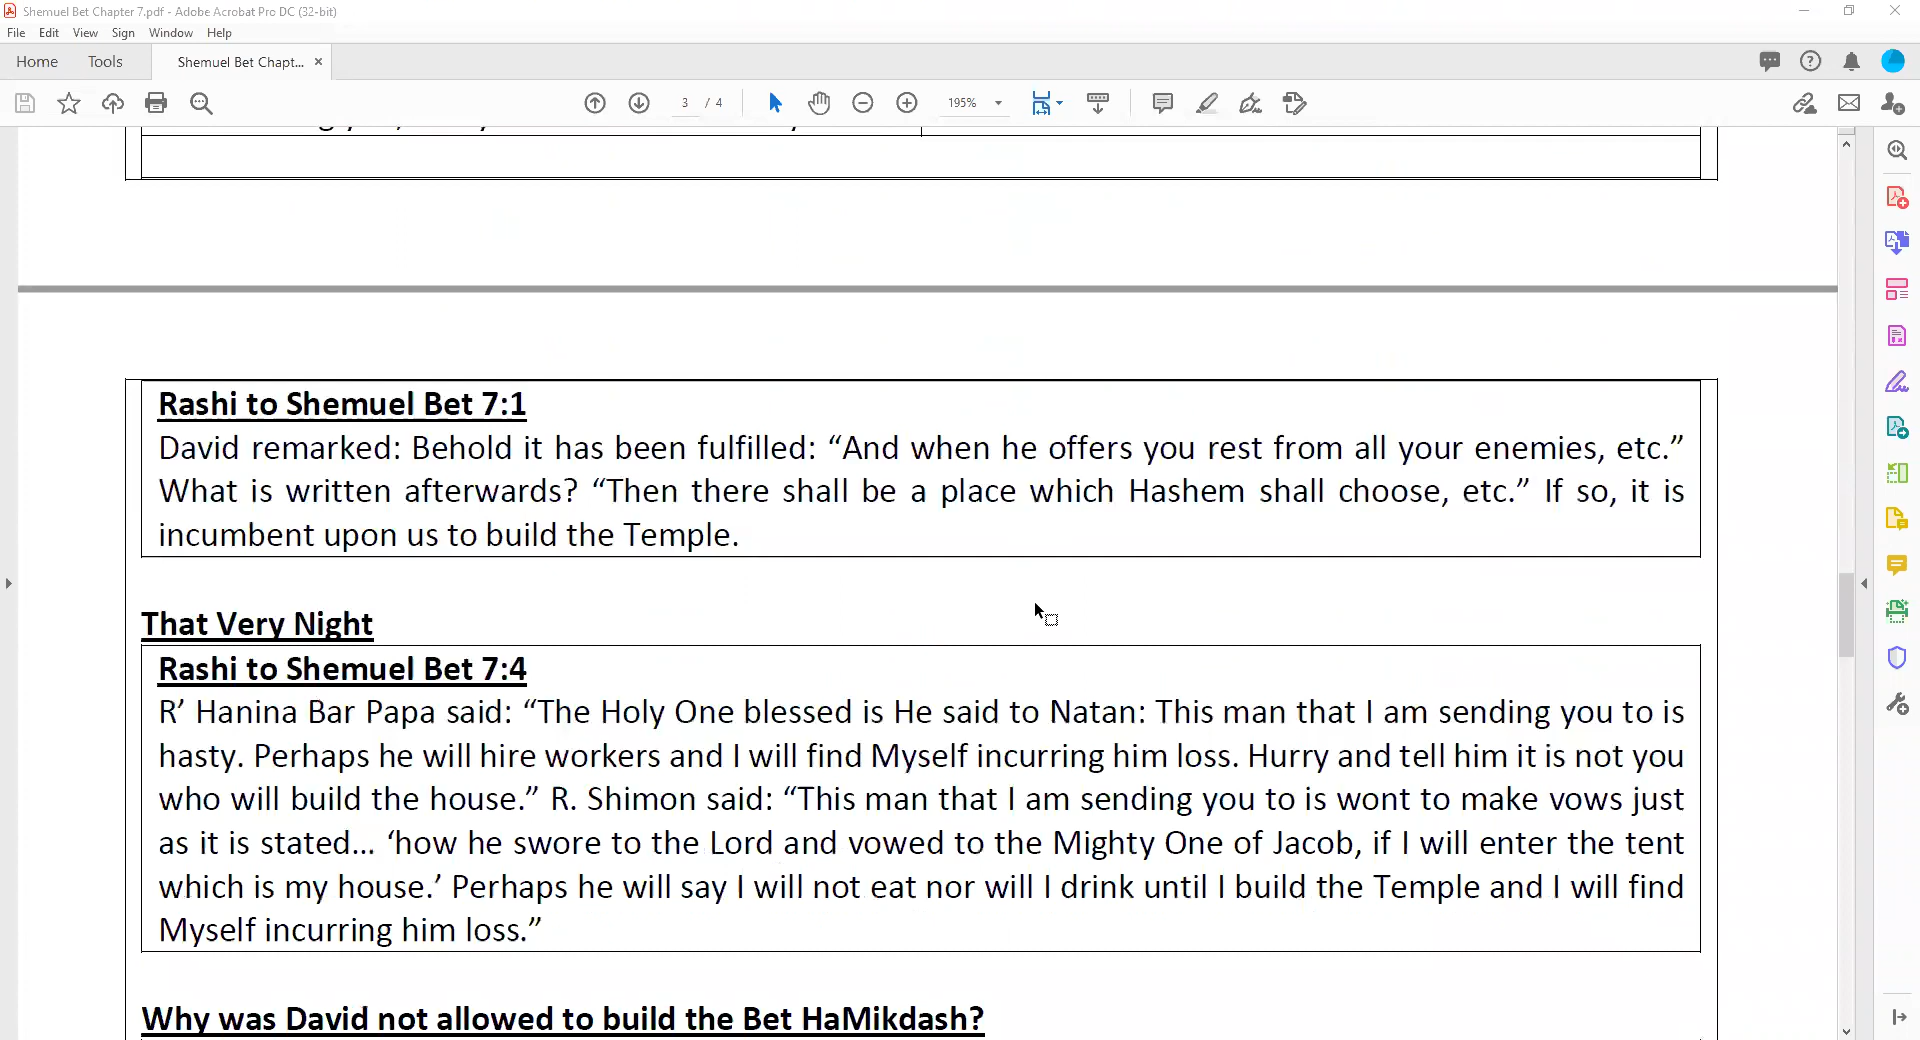 Shemuel Bet Chapter 7.pdf - Adobe Acrobat Pro DC (32-bit)
File Edit View Sign Window Help
Home Tools Shemuel Bet Chapt... ×
3 / 4 195%
Rashi to Shemuel Bet 7:1
David remarked: Behold it has been fulfilled: “And when he offers you rest from all your enemies, etc.”
What is written afterwards? “Then there shall be a place which Hashem shall choose, etc.” If so, it is
incumbent upon us to build the Temple.
That Very Night
Rashi to Shemuel Bet 7:4
R’ Hanina Bar Papa said: “The Holy One blessed is He said to Natan: This man that I am sending you to is
hasty. Perhaps he will hire workers and I will find Myself incurring him loss. Hurry and tell him it is not you
who will build the house.” R. Shimon said: “This man that I am sending you to is wont to make vows just
as it is stated... ‘how he swore to the Lord and vowed to the Mighty One of Jacob, if I will enter the tent
which is my house.’ Perhaps he will say I will not eat nor will I drink until I build the Temple and I will find
Myself incurring him loss.”
Why was David not allowed to build the Bet HaMikdash?